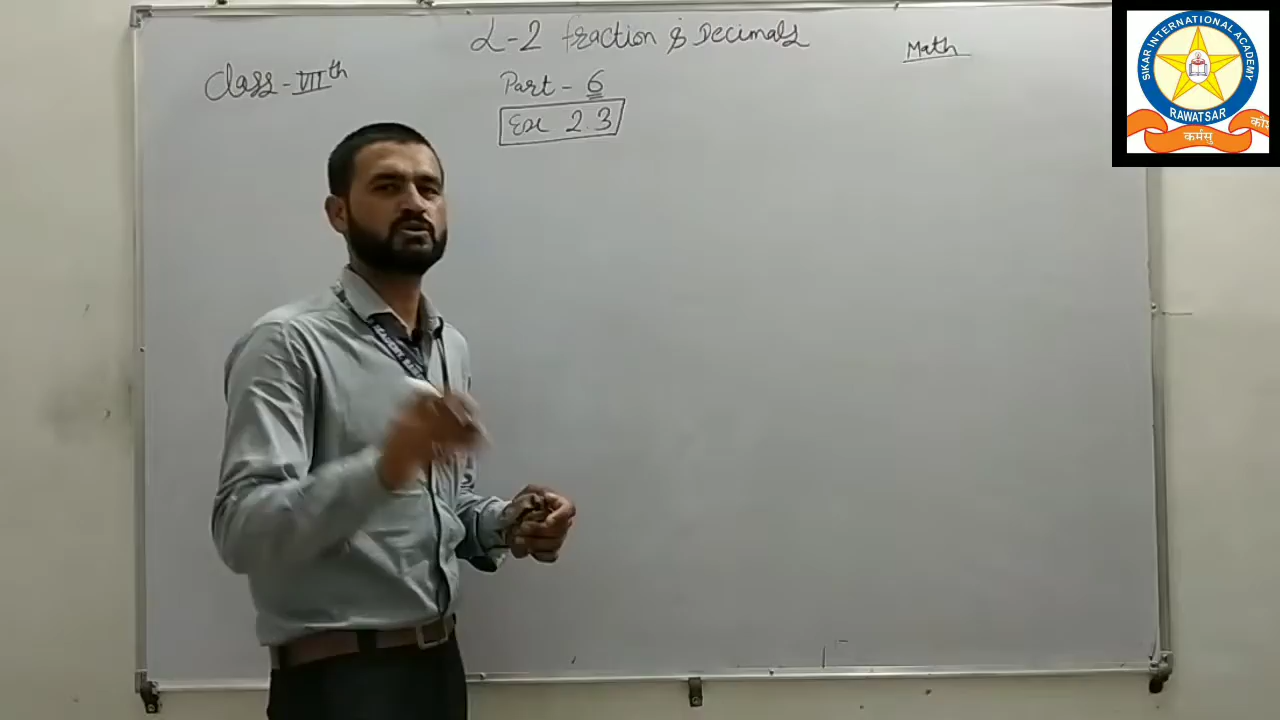 L-2 fraction & Decimals
Math
Class - VIIth
Part - 6
Ex 2.3
SIKAR INTERNATIONAL ACADEMY
RAWATSAR
कर्मसु